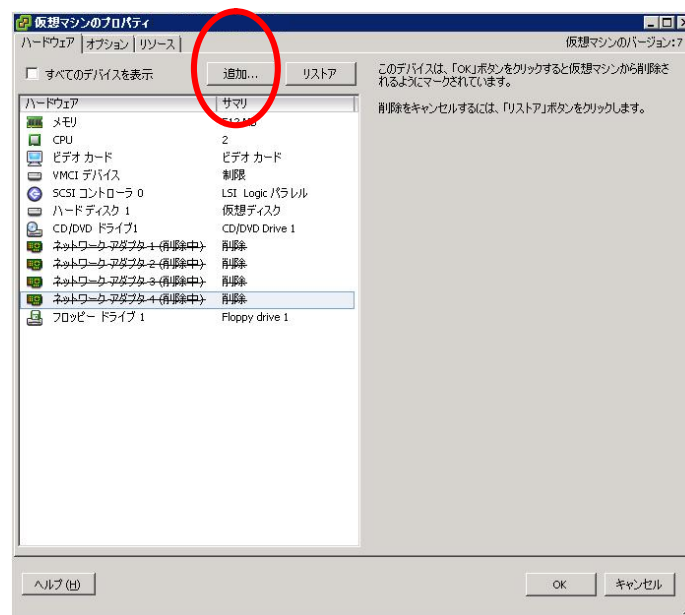 仮想マシンのプロパティ
ハードウェア オプション リソース 仮想マシンのバージョン:7
すべてのデバイスを表示 追加... リストア
このデバイスは、「OK」ボタンをクリックすると仮想マシンから削除さ
れるようにマークされています。
削除をキャンセルするには、「リストア」ボタンをクリックします。
ハードウェア サマリ
メモリ 512 MB
CPU 2
ビデオ カード ビデオ カード
VMCI デバイス 制限
SCSI コントローラ 0 LSI Logic パラレル
ハード ディスク 1 仮想ディスク
CD/DVD ドライブ1 CD/DVD Drive 1
ネットワーク アダプタ 1 (削除中) 削除
ネットワーク アダプタ 2 (削除中) 削除
ネットワーク アダプタ 3 (削除中) 削除
ネットワーク アダプタ 4 (削除中) 削除
フロッピー ドライブ 1 Floppy drive 1
ヘルプ(H) OK キャンセル